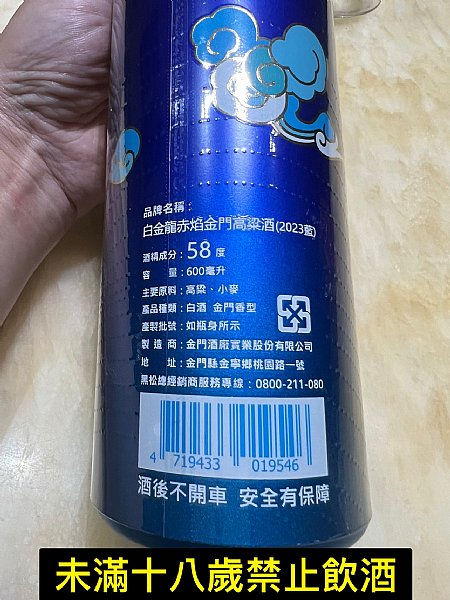 品牌名稱：
白金龍赤焰金門高粱酒(2023藍)
酒精成分：58度
容　　量：600毫升
主要原料：高粱、小麥
產品種類：白酒 金門香型
產製批號：如瓶身所示
製 造 商：金門酒廠實業股份有限公司
地　　址：金門縣金寧鄉桃園路一號
黑松總經銷商服務專線：0800-211-080
4 719433 019546
酒後不開車 安全有保障
未滿十八歲禁止飲酒